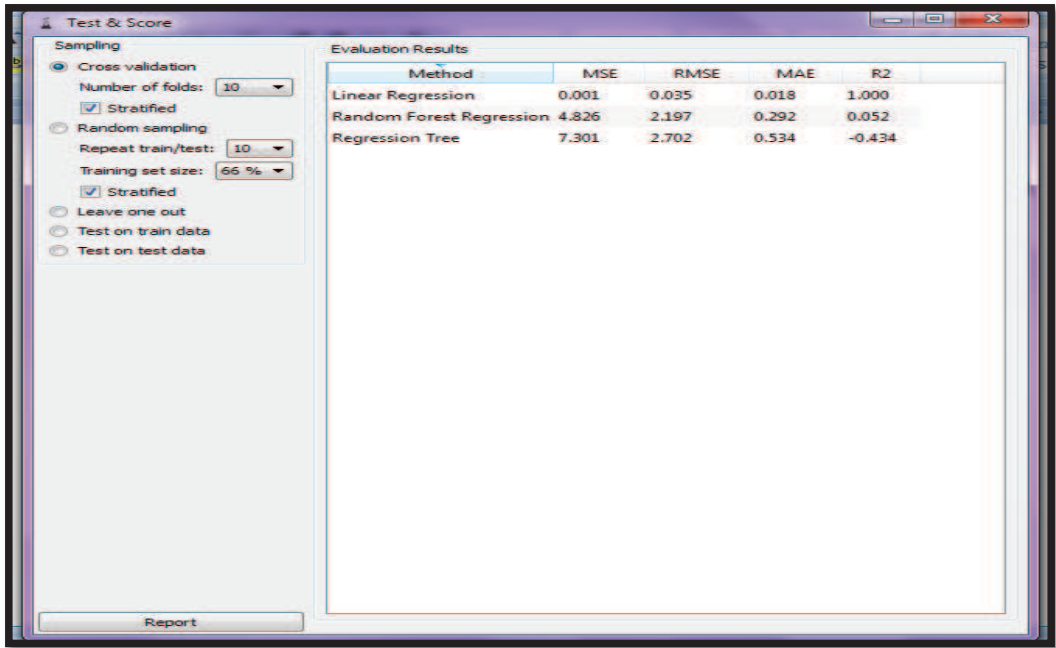 Test & Score
Sampling
Cross validation
Number of folds: 10
Stratified
Random sampling
Repeat train/test: 10
Training set size: 66 %
Stratified
Leave one out
Test on train data
Test on test data
Report
Evaluation Results
Method MSE RMSE MAE R2
Linear Regression 0.001 0.035 0.018 1.000
Random Forest Regression 4.826 2.197 0.292 0.052
Regression Tree 7.301 2.702 0.534 -0.434